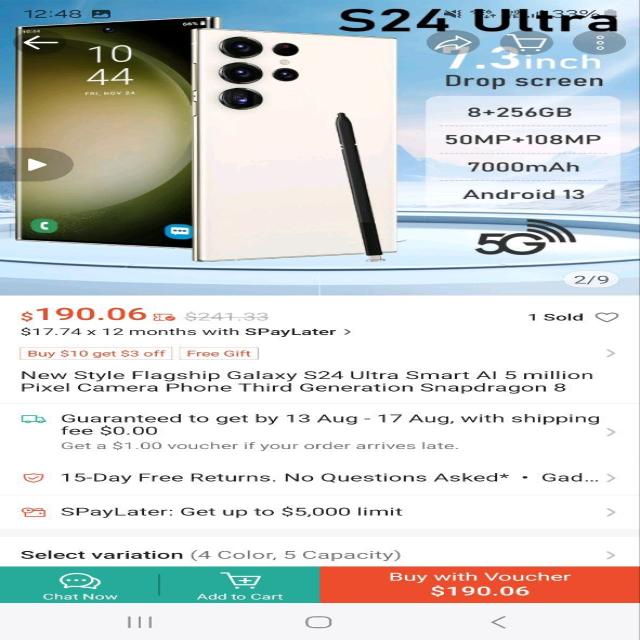 12:48
33%
S24 Ultra
7.3inch
Drop screen
8+256GB
50MP+108MP
7000mAh
Android 13
5G
10
44
FRI, NOV 24
2/9
$190.06 $241.33
1 Sold
$17.74 x 12 months with SPayLater >
Buy $10 get $3 off
Free Gift
New Style Flagship Galaxy S24 Ultra Smart AI 5 million
Pixel Camera Phone Third Generation Snapdragon 8
Guaranteed to get by 13 Aug - 17 Aug, with shipping
fee $0.00
Get a $1.00 voucher if your order arrives late.
15-Day Free Returns. No Questions Asked* • Gad...
SPayLater: Get up to $5,000 limit
Select variation (4 Color, 5 Capacity)
Chat Now
Add to Cart
Buy with Voucher
$190.06